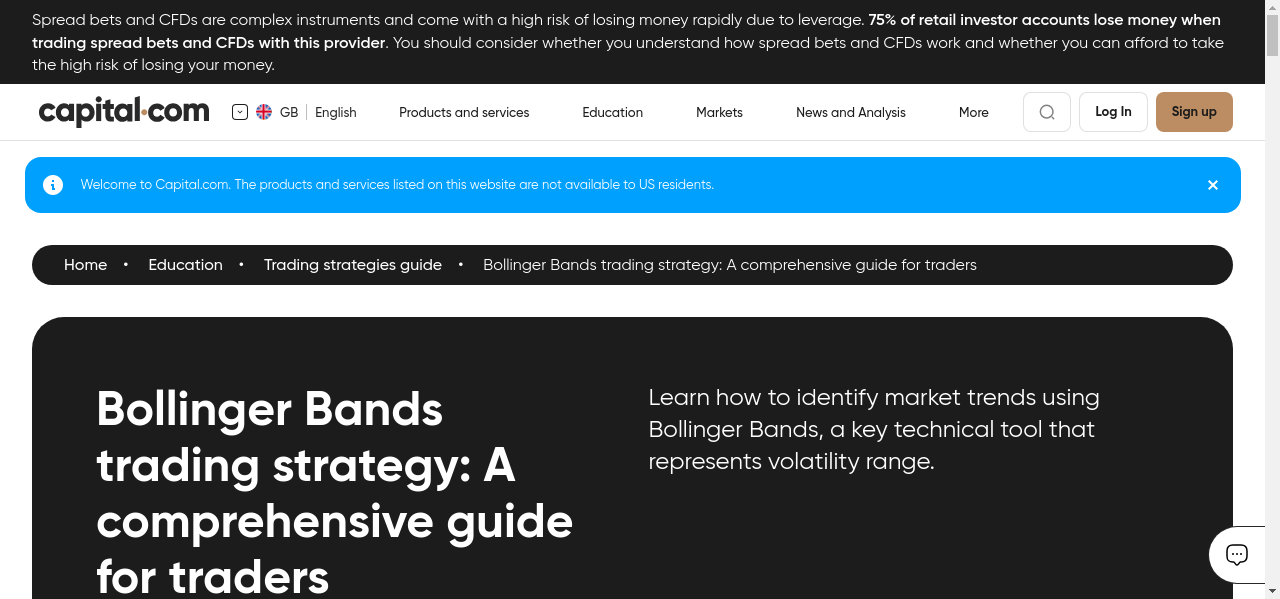 Spread bets and CFDs are complex instruments and come with a high risk of losing money rapidly due to leverage. 75% of retail investor accounts lose money when
trading spread bets and CFDs with this provider. You should consider whether you understand how spread bets and CFDs work and whether you can afford to take
the high risk of losing your money.
capital.com GB English Products and services Education Markets News and Analysis More Log In Sign up
Welcome to Capital.com. The products and services listed on this website are not available to US residents.
Home • Education • Trading strategies guide • Bollinger Bands trading strategy: A comprehensive guide for traders
Bollinger Bands
trading strategy: A
comprehensive guide
for traders
Learn how to identify market trends using
Bollinger Bands, a key technical tool that
represents volatility range.